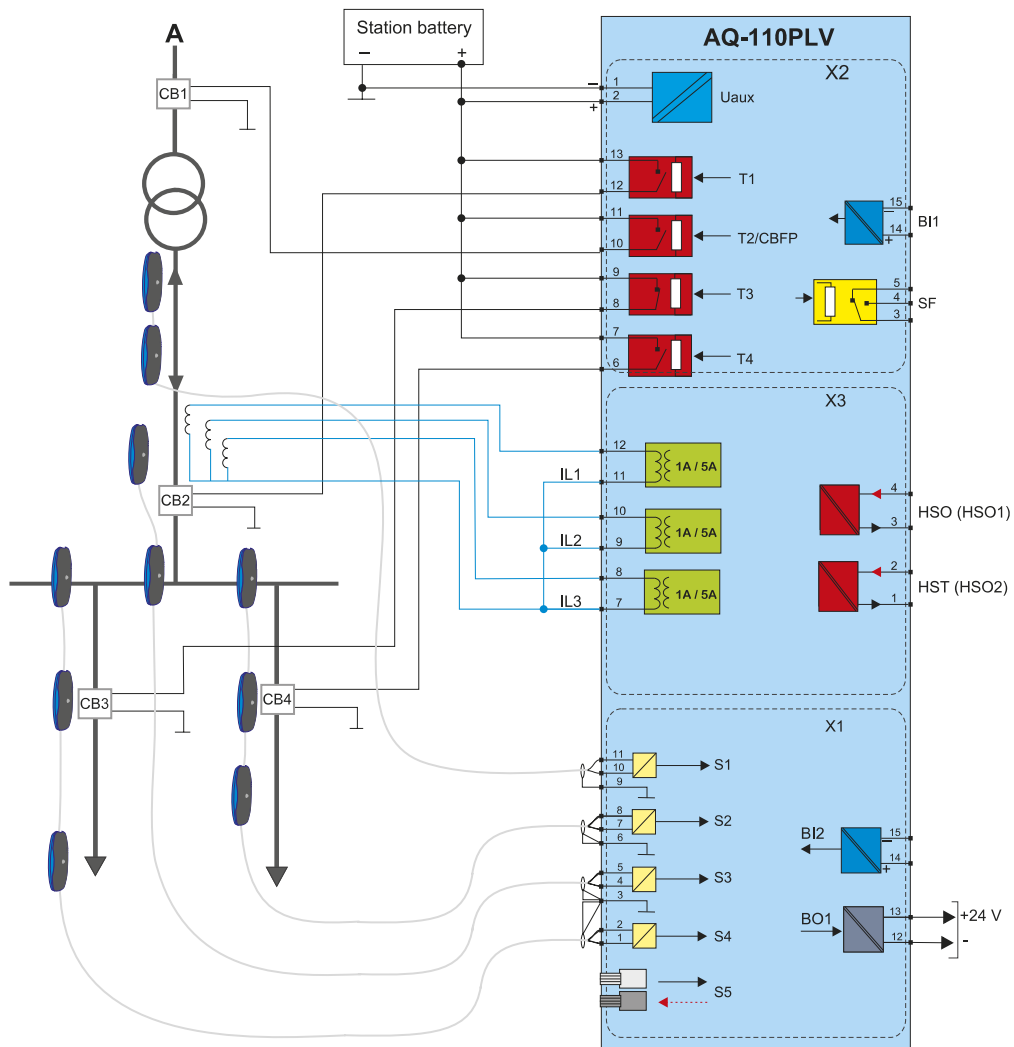 A
Station battery
–
+
AQ-110PLV
X2
CB1
– 1
2
+
Uaux
13
12
T1
11
10
T2/CBFP
9
8
T3
7
6
T4
15
–
14
+
BI1
5
4
3
SF
X3
12
11
IL1
1A / 5A
10
9
IL2
1A / 5A
8
7
IL3
1A / 5A
4
3
HSO (HSO1)
2
1
HST (HSO2)
CB2
CB3
CB4
X1
11
10
9
S1
8
7
6
S2
5
4
3
S3
2
1
S4
S5
BI2
15
–
14
+
BO1
13
12
+24 V
-